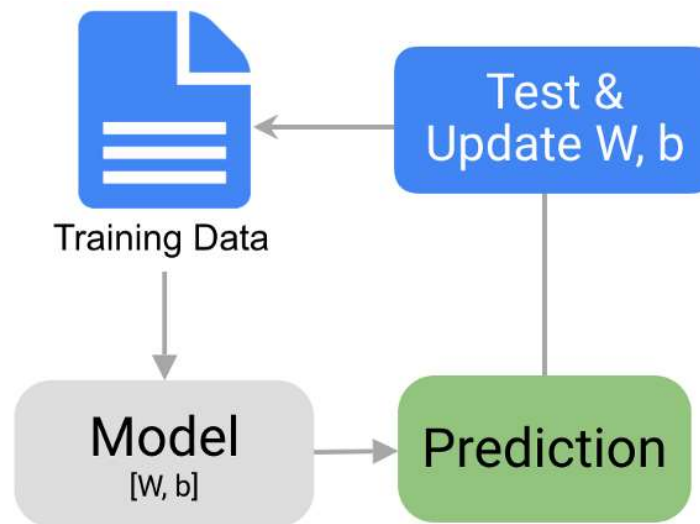 Test &
Update W, b
Training Data
Model
[W, b]
Prediction